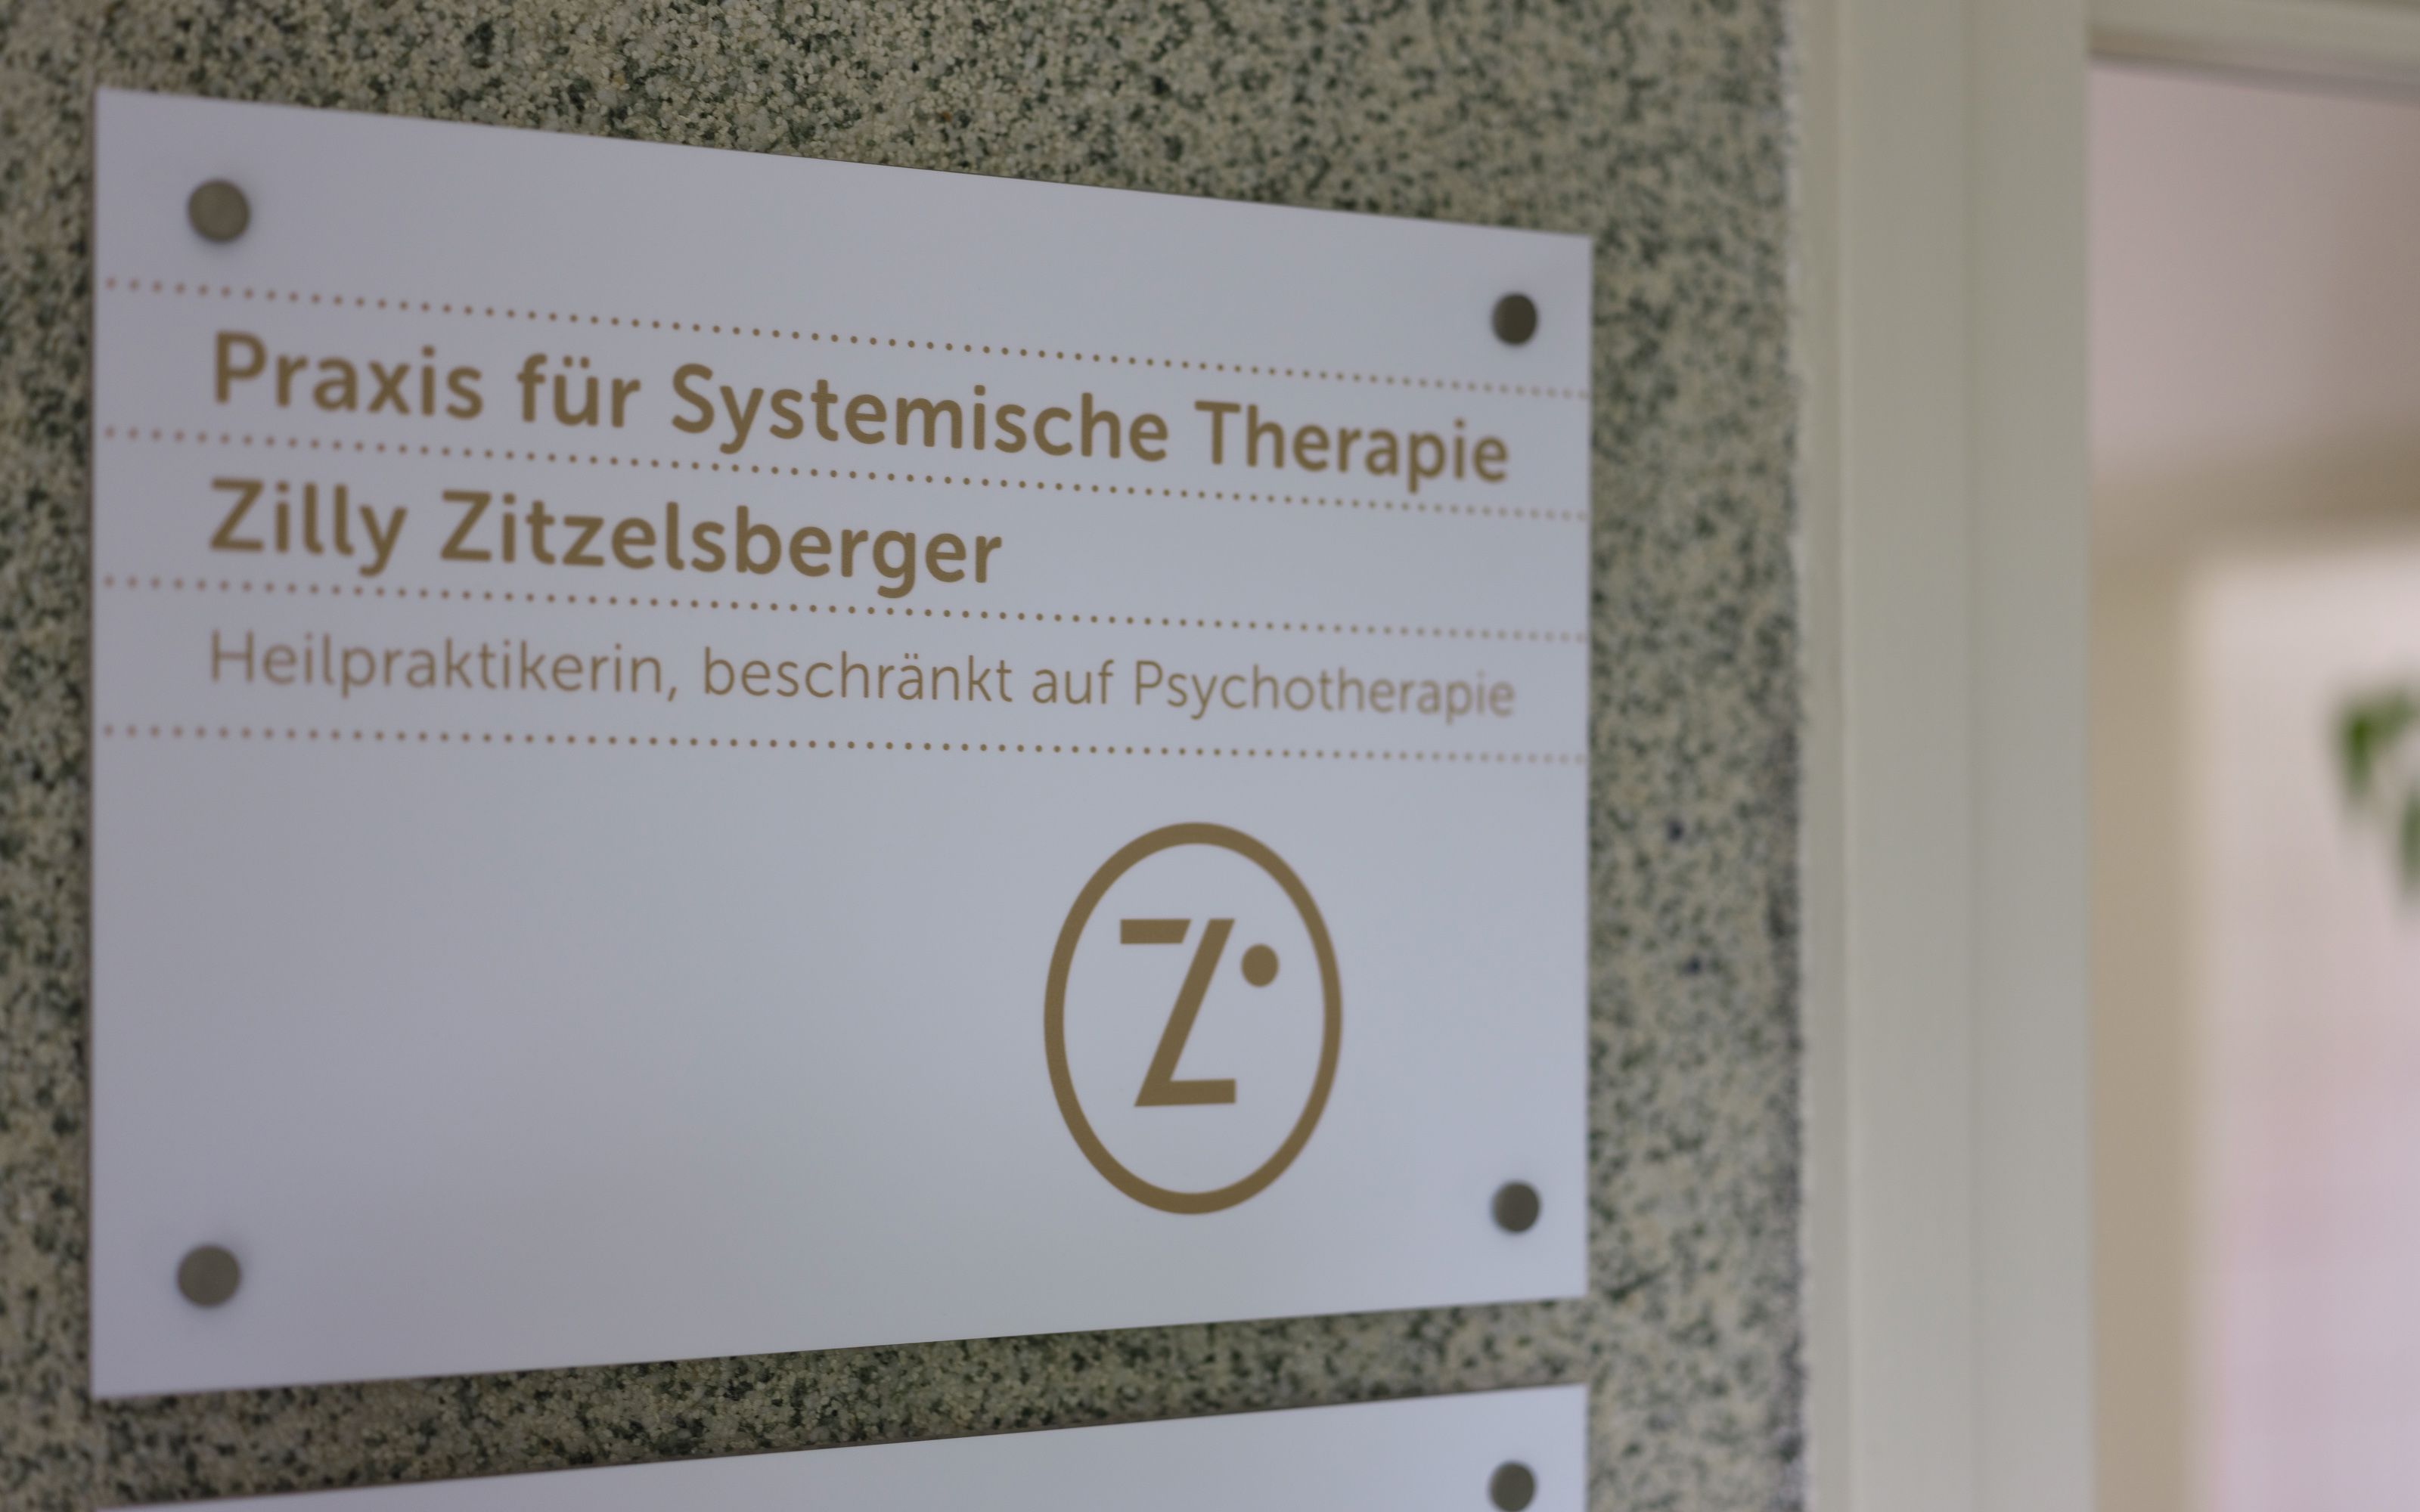 Praxis für Systemische Therapie
Zilly Zitzelsberger
Heilpraktikerin, beschränkt auf Psychotherapie
Z